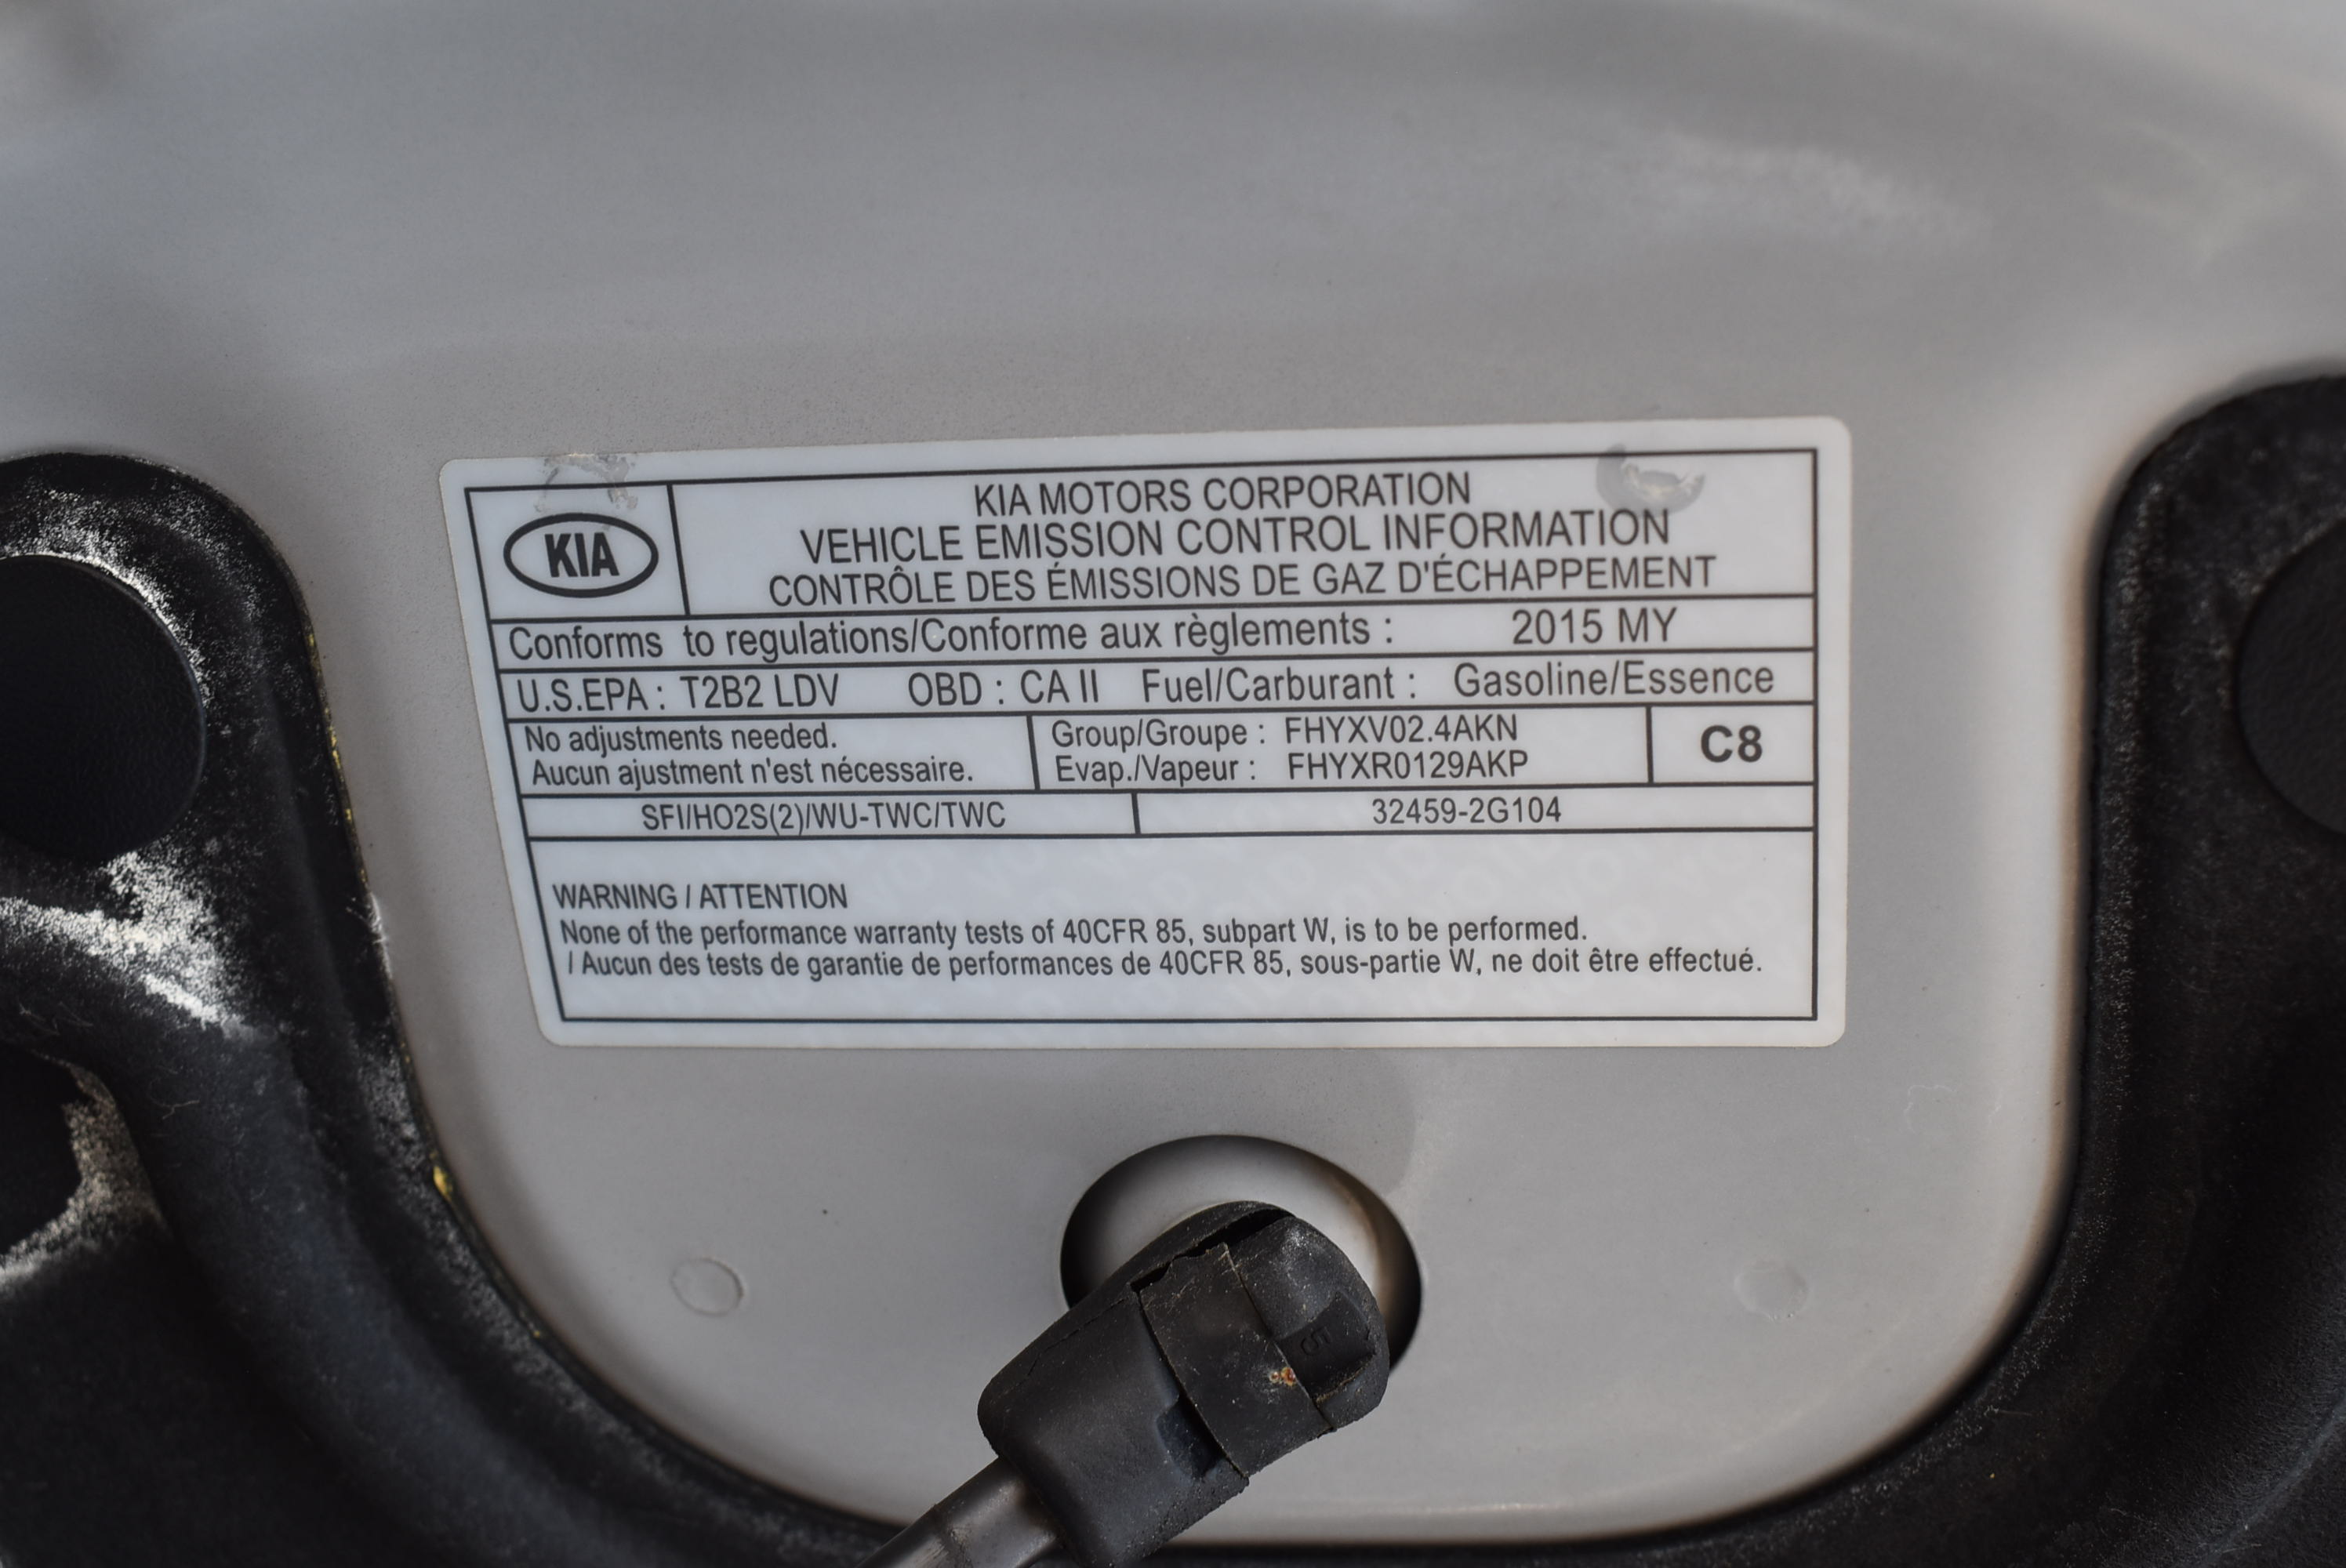 KIA
KIA MOTORS CORPORATION
VEHICLE EMISSION CONTROL INFORMATION
CONTRÔLE DES ÉMISSIONS DE GAZ D'ÉCHAPPEMENT
Conforms to regulations/Conforme aux règlements : 2015 MY
U.S.EPA : T2B2 LDV OBD : CA II Fuel/Carburant : Gasoline/Essence
No adjustments needed.
Aucun ajustment n'est nécessaire.
Group/Groupe : FHYXV02.4AKN
Evap./Vapeur : FHYXR0129AKP
C8
SFI/HO2S(2)/WU-TWC/TWC
32459-2G104
WARNING / ATTENTION
None of the performance warranty tests of 40CFR 85, subpart W, is to be performed.
/ Aucun des tests de garantie de performances de 40CFR 85, sous-partie W, ne doit être effectué.